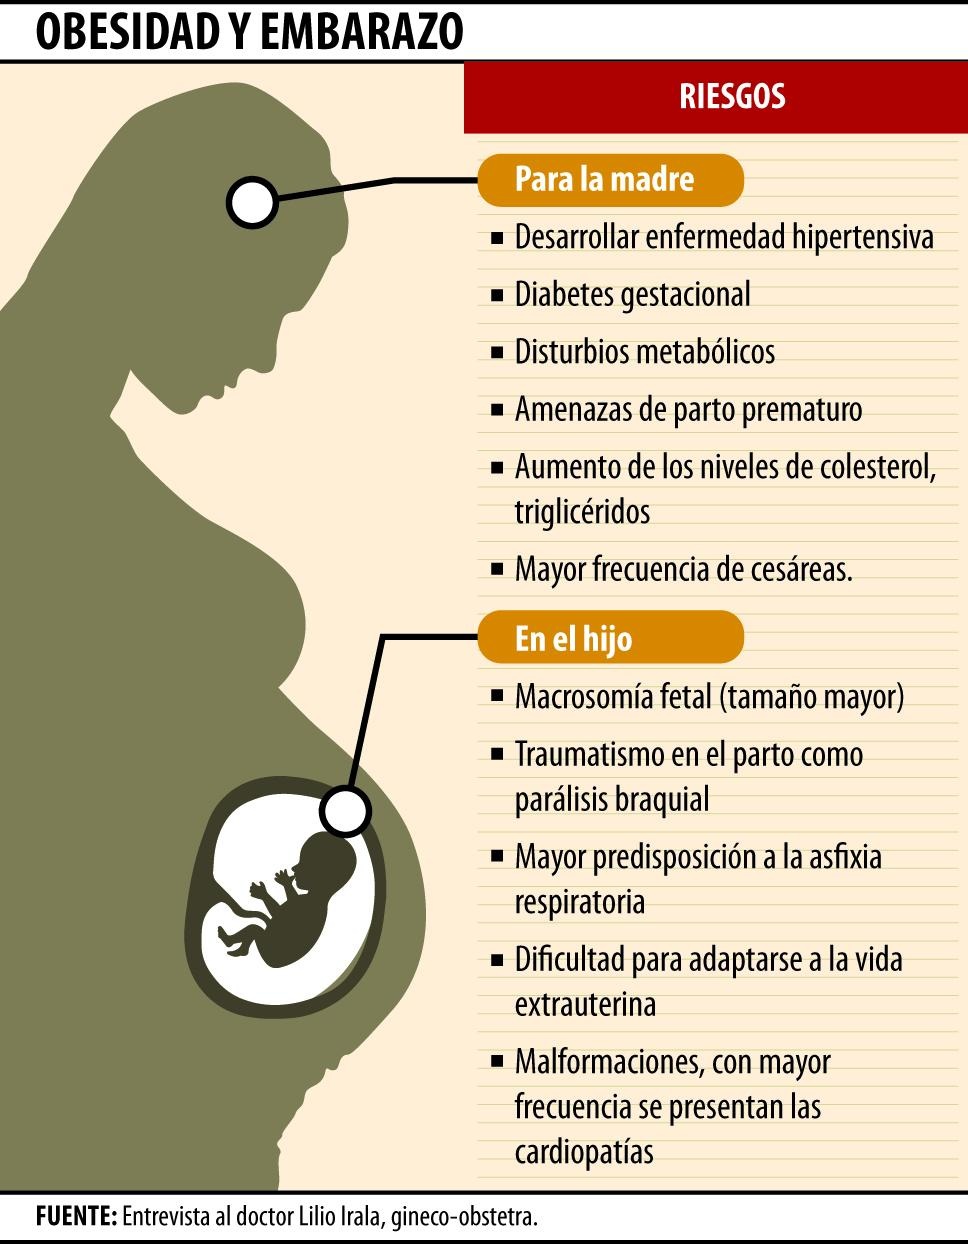 OBESIDAD Y EMBARAZO
RIESGOS
Para la madre
▪ Desarrollar enfermedad hipertensiva
▪ Diabetes gestacional
▪ Disturbios metabólicos
▪ Amenazas de parto prematuro
▪ Aumento de los niveles de colesterol,
triglicéridos
▪ Mayor frecuencia de cesáreas.
En el hijo
▪ Macrosomía fetal (tamaño mayor)
▪ Traumatismo en el parto como
parálisis braquial
▪ Mayor predisposición a la asfixia
respiratoria
▪ Dificultad para adaptarse a la vida
extrauterina
▪ Malformaciones, con mayor
frecuencia se presentan las
cardiopatías
FUENTE: Entrevista al doctor Lilio Irala, gineco-obstetra.